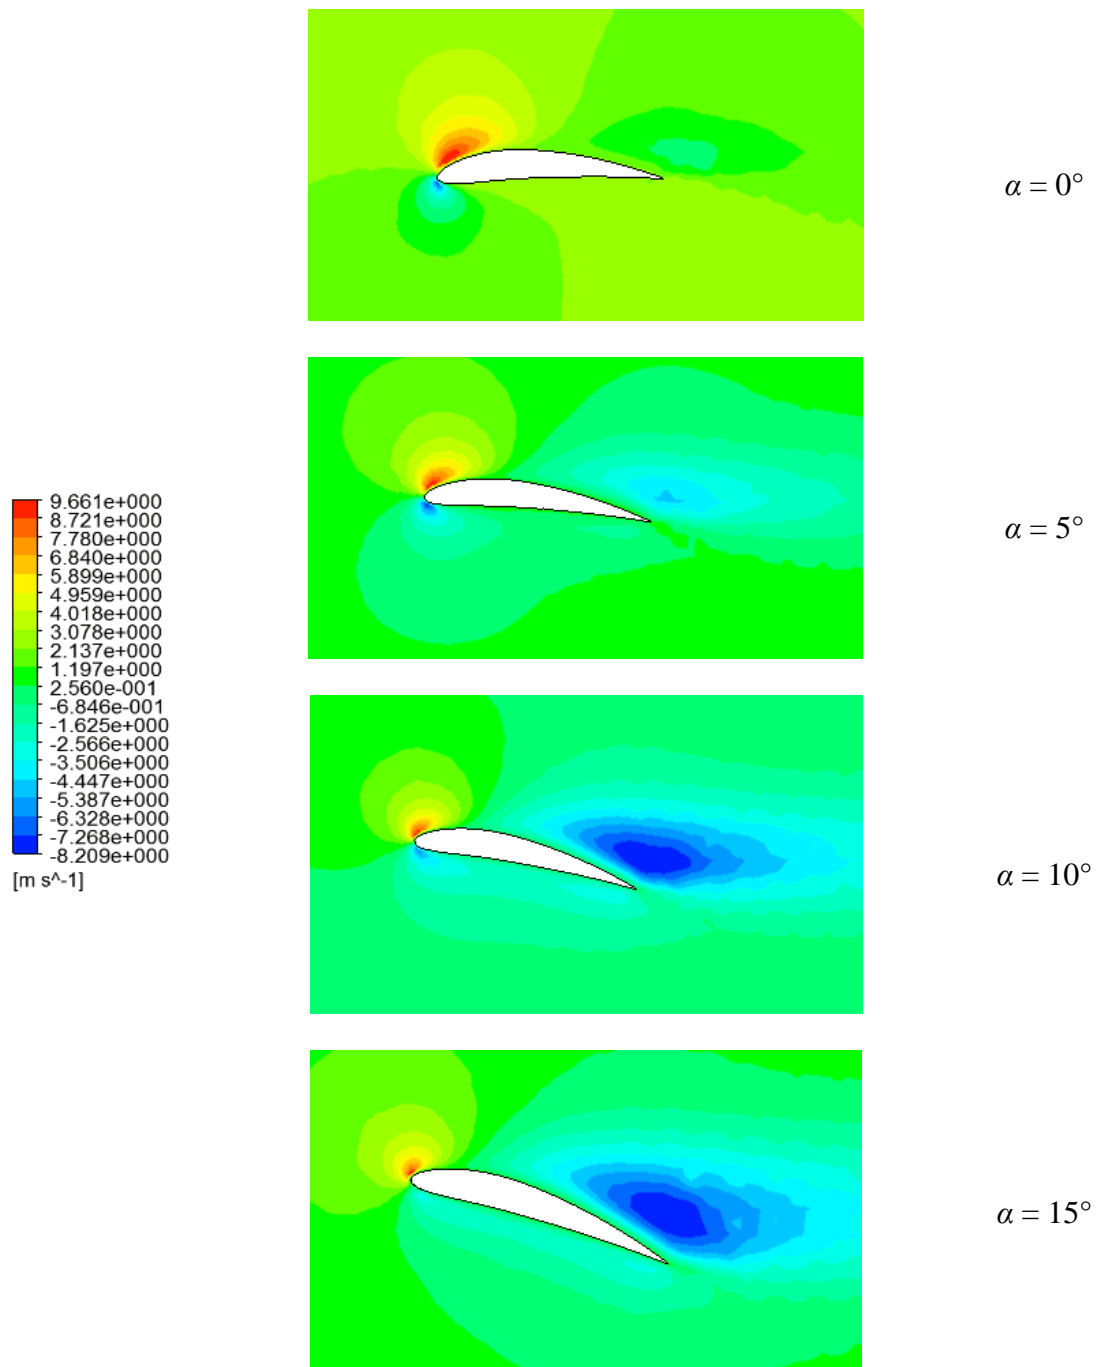 α = 0°
α = 5°
9.661e+000
8.721e+000
7.780e+000
6.840e+000
5.899e+000
4.959e+000
4.018e+000
3.078e+000
2.137e+000
1.197e+000
2.560e-001
-6.846e-001
-1.625e+000
-2.566e+000
-3.506e+000
-4.447e+000
-5.387e+000
-6.328e+000
-7.268e+000
-8.209e+000
[m s^-1]
α = 10°
α = 15°